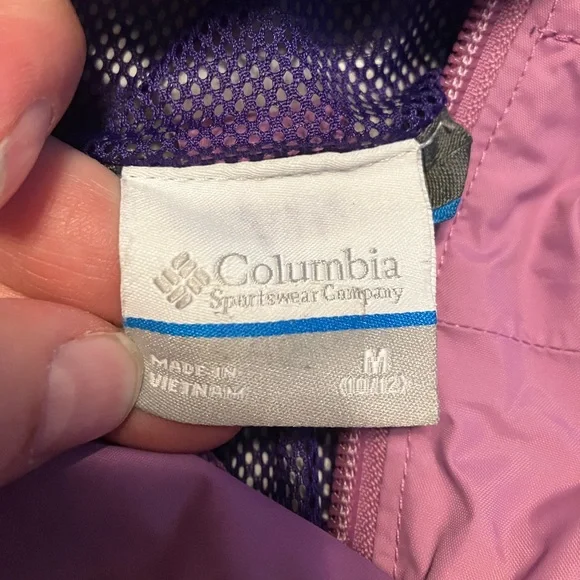 Columbia
Sportswear Company
MADE IN
VIETNAM
M
(10/12)